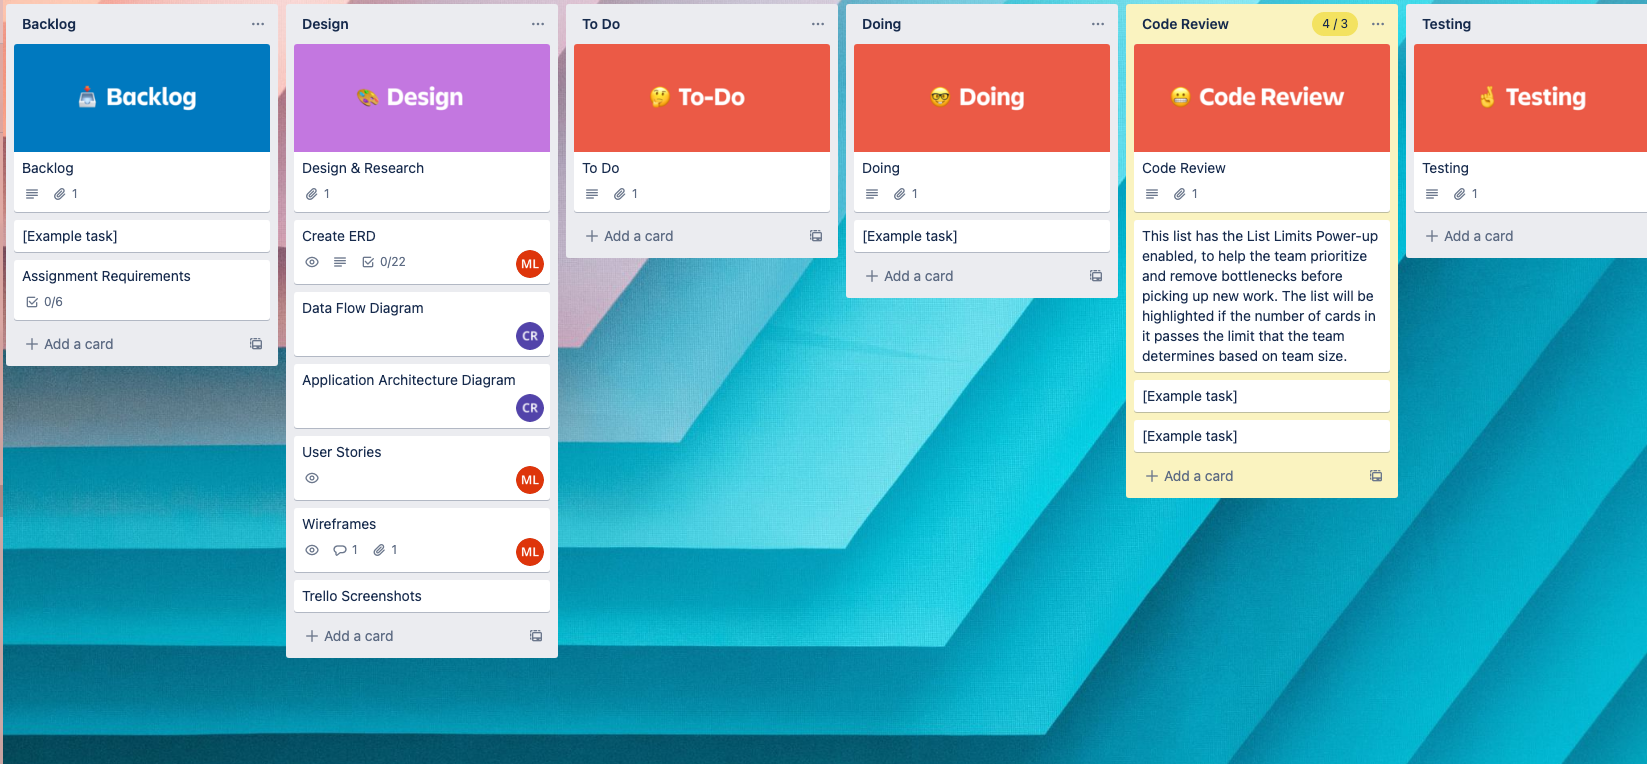 Backlog
Backlog
Backlog
1
[Example task]
Assignment Requirements
0/6
Add a card
Design
Design
Design & Research
1
Create ERD
0/22
ML
Data Flow Diagram
CR
Application Architecture Diagram
CR
User Stories
ML
Wireframes
1 1
ML
Trello Screenshots
Add a card
To Do
To-Do
To Do
1
Add a card
Doing
Doing
Doing
1
[Example task]
Add a card
Code Review 4 / 3
Code Review
Code Review
1
This list has the List Limits Power-up
enabled, to help the team prioritize
and remove bottlenecks before
picking up new work. The list will be
highlighted if the number of cards in
it passes the limit that the team
determines based on team size.
[Example task]
[Example task]
Add a card
Testing
Testing
Testing
1
Add a card